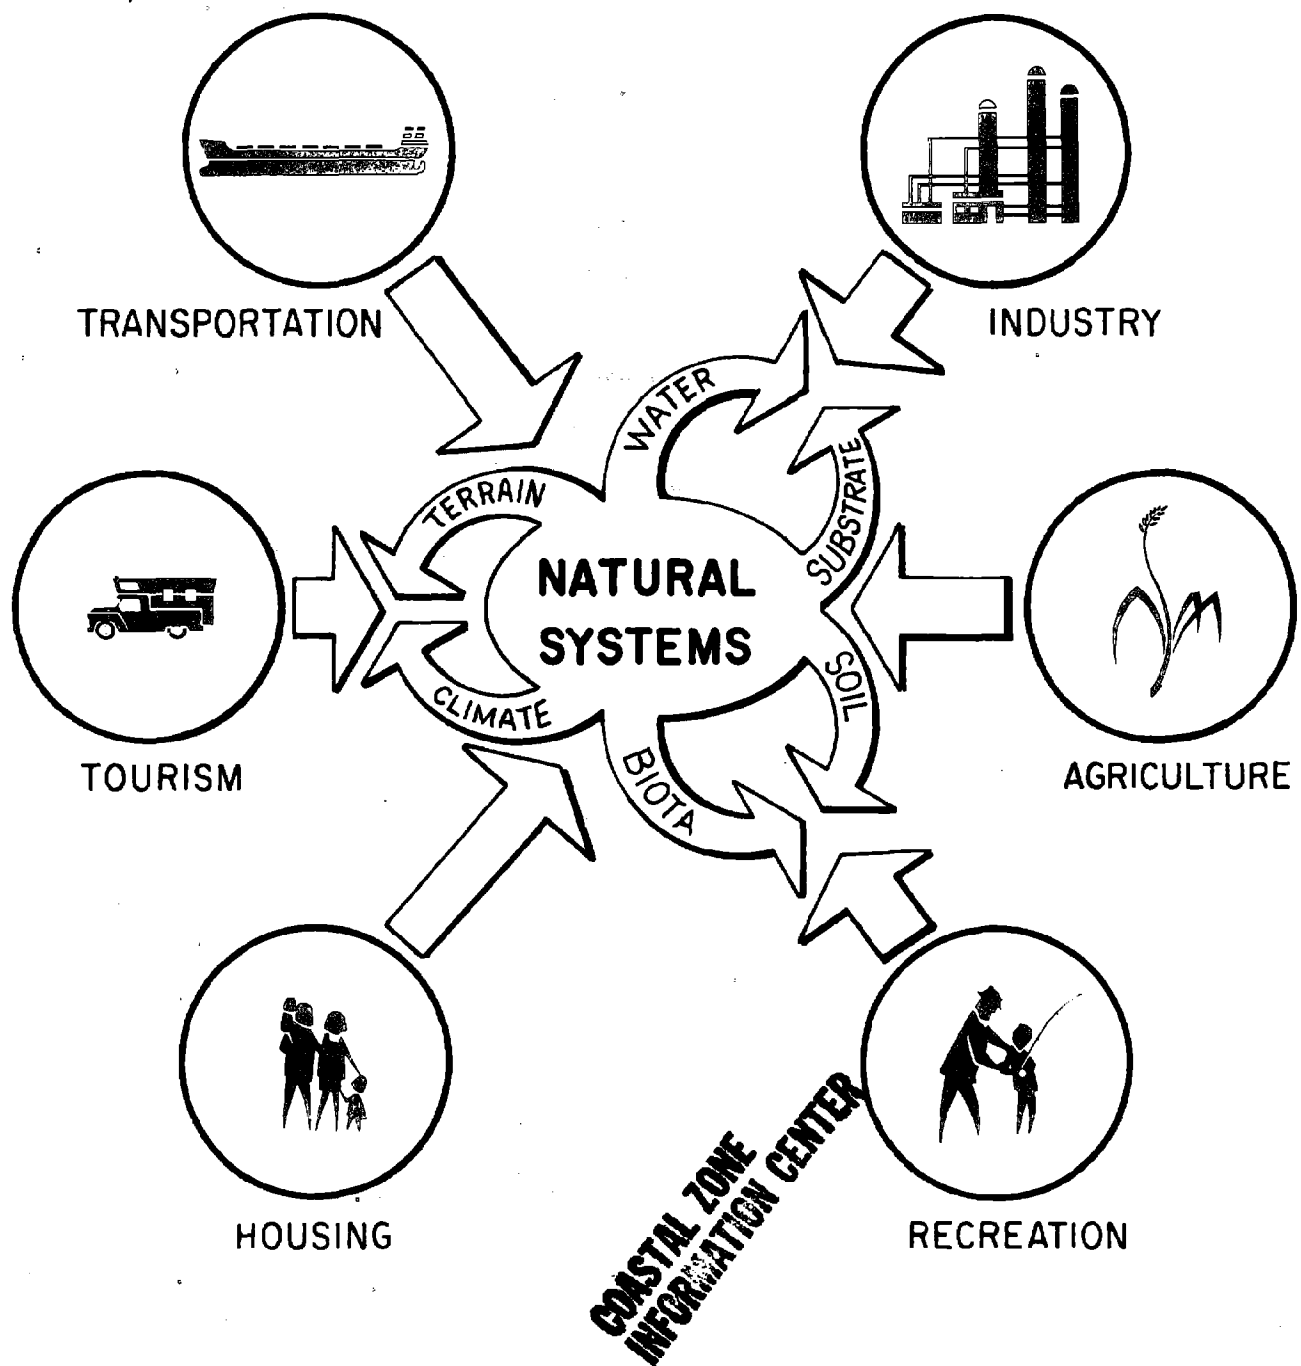 TRANSPORTATION
INDUSTRY
WATER
TERRAIN
SUBSTRATE
NATURAL
SYSTEMS
SOIL
CLIMATE
BIOTA
TOURISM
AGRICULTURE
HOUSING
RECREATION
COASTAL ZONE
INFORMATION CENTER